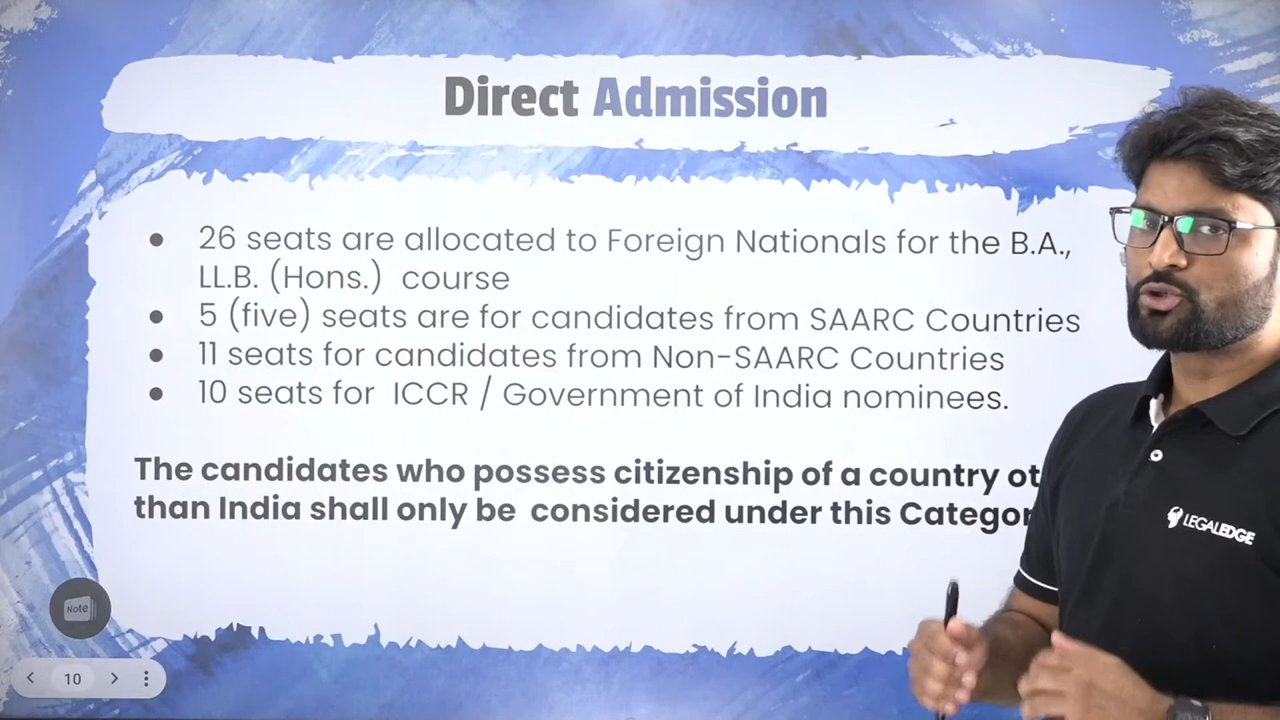 Direct Admission
● 26 seats are allocated to Foreign Nationals for the B.A.,
LL.B. (Hons.) course
● 5 (five) seats are for candidates from SAARC Countries
● 11 seats for candidates from Non-SAARC Countries
● 10 seats for ICCR / Government of India nominees.
The candidates who possess citizenship of a country ot
than India shall only be considered under this Categor
LEGALEDGE
Note
10